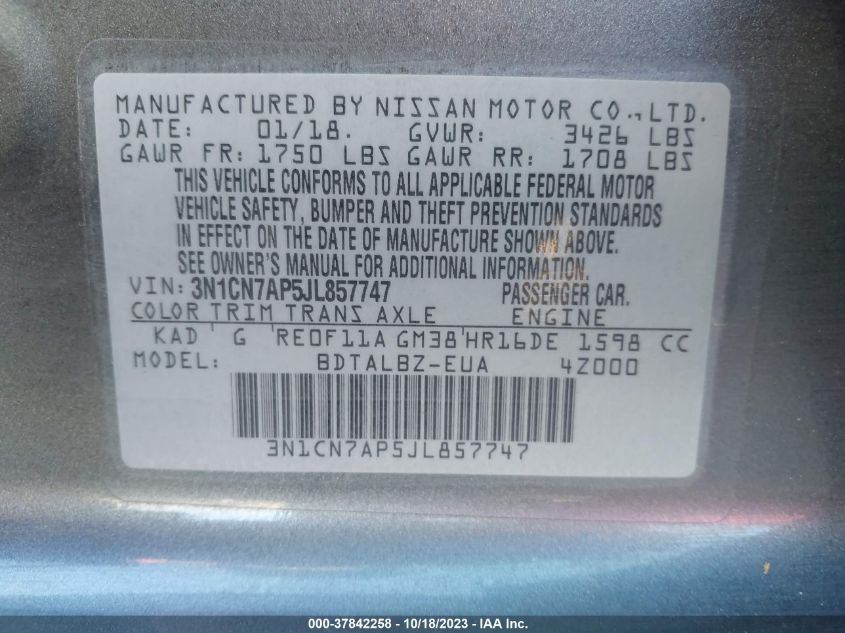 MANUFACTURED BY NISSAN MOTOR CO., LTD.
DATE: 01/18. GVWR: 3426 LBS
GAWR FR: 1750 LBS GAWR RR: 1708 LBS
THIS VEHICLE CONFORMS TO ALL APPLICABLE FEDERAL MOTOR
VEHICLE SAFETY, BUMPER AND THEFT PREVENTION STANDARDS
IN EFFECT ON THE DATE OF MANUFACTURE SHOWN ABOVE.
SEE OWNER'S MANUAL FOR ADDITIONAL INFORMATION.
VIN: 3N1CN7AP5JL857747 PASSENGER CAR.
COLOR TRIM TRANS AXLE ENGINE
KAD G RE0F11A GM38 HR16DE 1598 CC
MODEL: BDTALBZ-EUA 4Z000
3N1CN7AP5JL857747
000-37842258 - 10/18/2023 - IAA Inc.